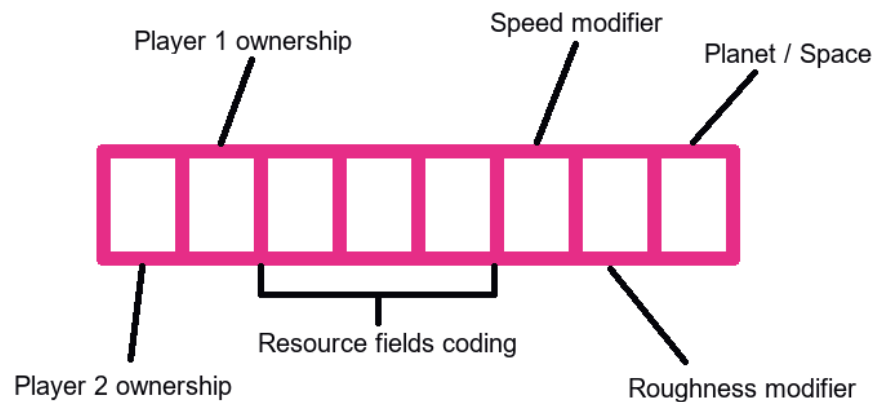 Speed modifier
Player 1 ownership
Planet / Space
Resource fields coding
Player 2 ownership
Roughness modifier